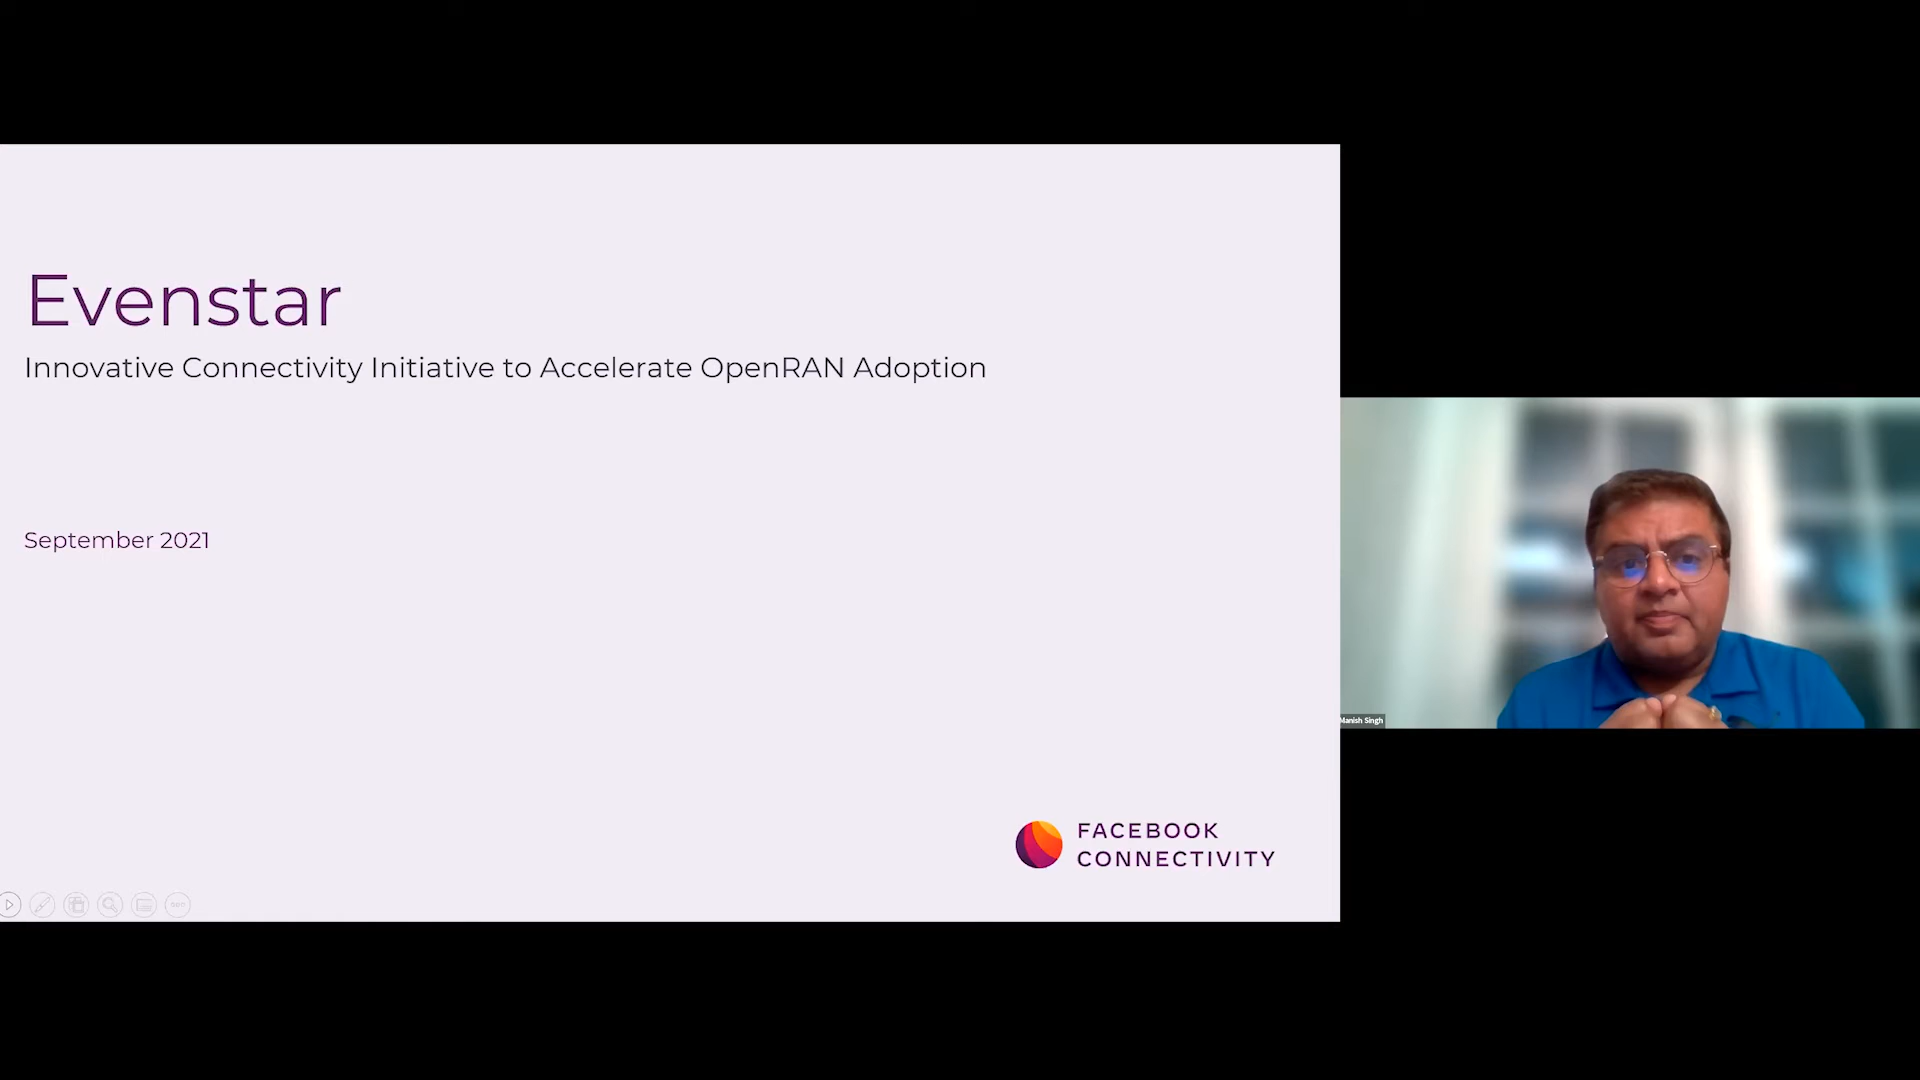 Evenstar
Innovative Connectivity Initiative to Accelerate OpenRAN Adoption
September 2021
FACEBOOK
CONNECTIVITY
Manish Singh